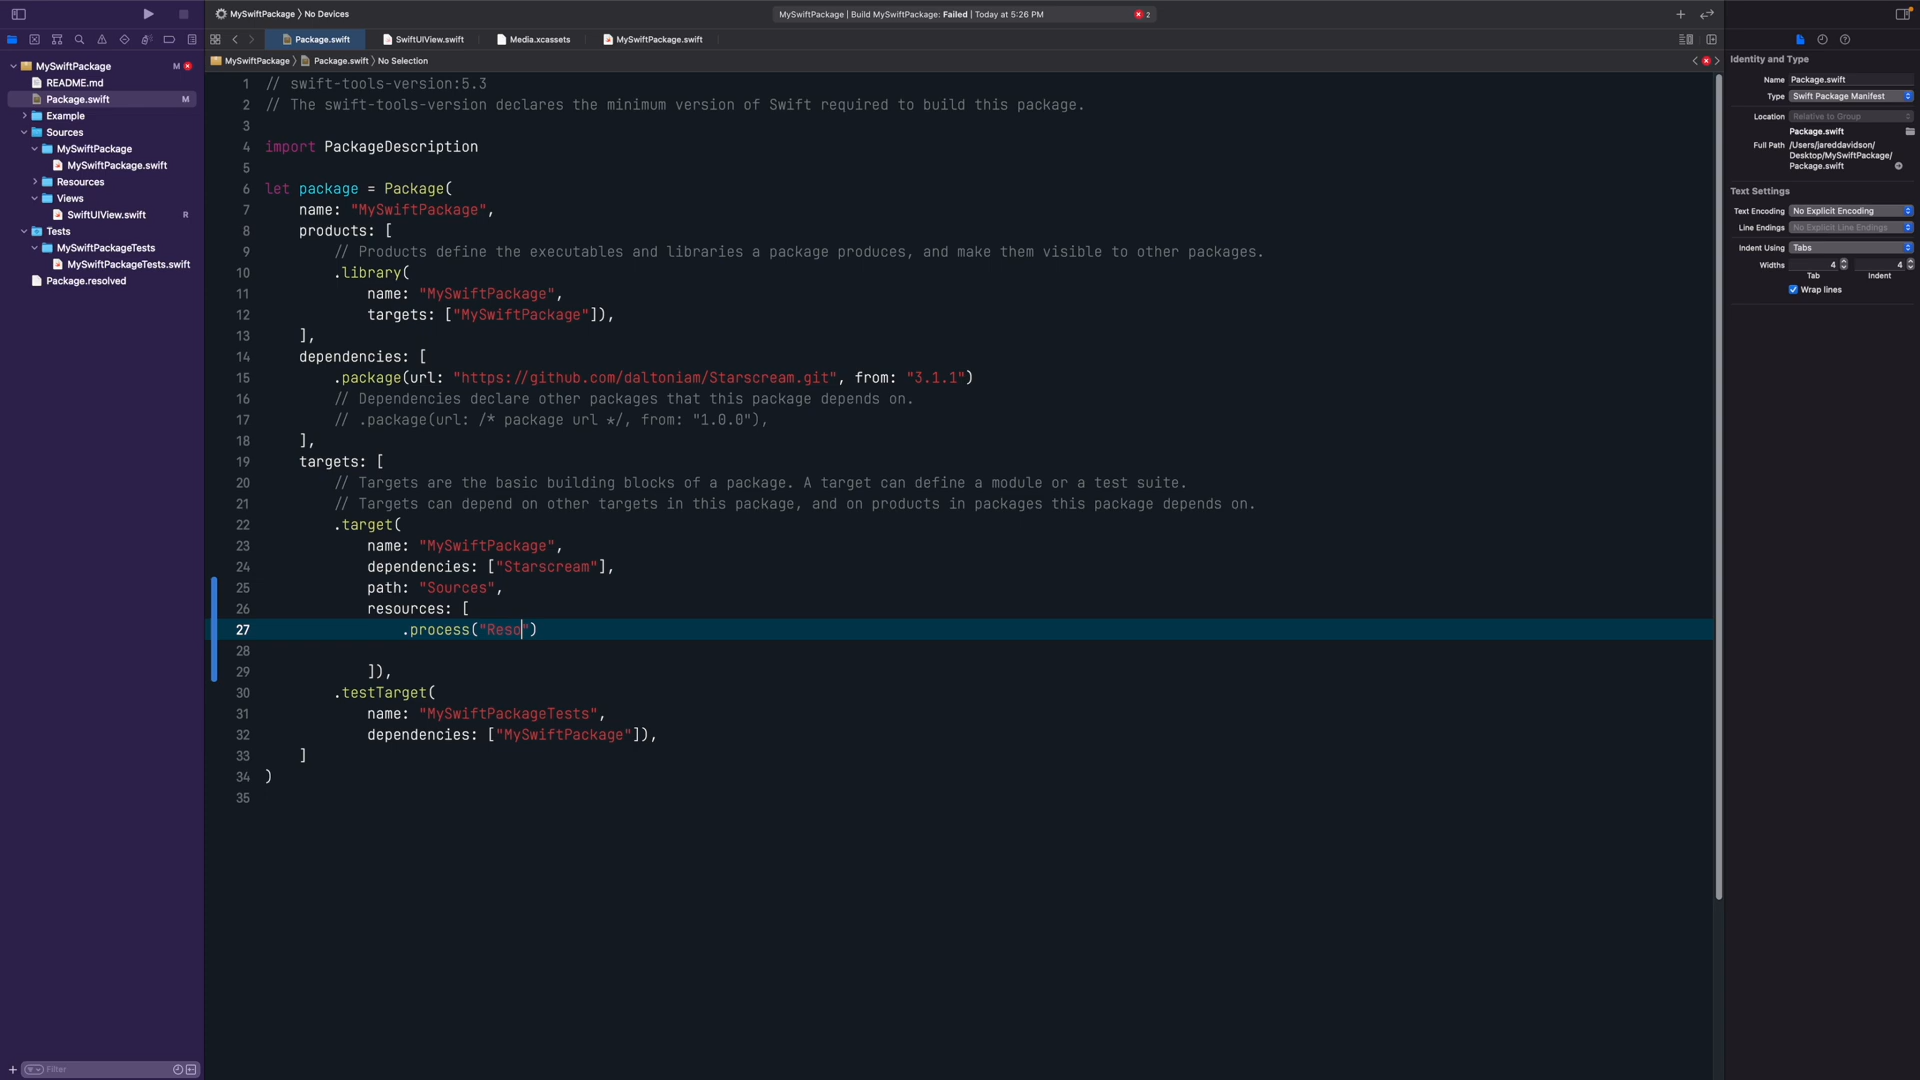 MySwiftPackage 〉 No Devices
MySwiftPackage | Build MySwiftPackage: Failed | Today at 5:26 PM
2
Package.swift
SwiftUIView.swift
Media.xcassets
MySwiftPackage.swift
MySwiftPackage 〉 Package.swift 〉 No Selection
MySwiftPackage M
README.md
Package.swift M
Example
Sources
MySwiftPackage
MySwiftPackage.swift
Resources
Views
SwiftUIView.swift R
Tests
MySwiftPackageTests
MySwiftPackageTests.swift
Package.resolved
Filter
1 // swift-tools-version:5.3
2 // The swift-tools-version declares the minimum version of Swift required to build this package.
3
4 import PackageDescription
5
6 let package = Package(
7 name: "MySwiftPackage",
8 products: [
9 // Products define the executables and libraries a package produces, and make them visible to other packages.
10 .library(
11 name: "MySwiftPackage",
12 targets: ["MySwiftPackage"]),
13 ],
14 dependencies: [
15 .package(url: "https://github.com/daltoniam/Starscream.git", from: "3.1.1")
16 // Dependencies declare other packages that this package depends on.
17 // .package(url: /* package url */, from: "1.0.0"),
18 ],
19 targets: [
20 // Targets are the basic building blocks of a package. A target can define a module or a test suite.
21 // Targets can depend on other targets in this package, and on products in packages this package depends on.
22 .target(
23 name: "MySwiftPackage",
24 dependencies: ["Starscream"],
25 path: "Sources",
26 resources: [
27 .process("Reso")
28
29 ]),
30 .testTarget(
31 name: "MySwiftPackageTests",
32 dependencies: ["MySwiftPackage"]),
33 ]
34 )
35
Identity and Type
Name Package.swift
Type Swift Package Manifest
Location Relative to Group
Package.swift
Full Path /Users/jareddavidson/
Desktop/MySwiftPackage/
Package.swift
Text Settings
Text Encoding No Explicit Encoding
Line Endings No Explicit Line Endings
Indent Using Tabs
Widths 4 4
Tab Indent
Wrap lines